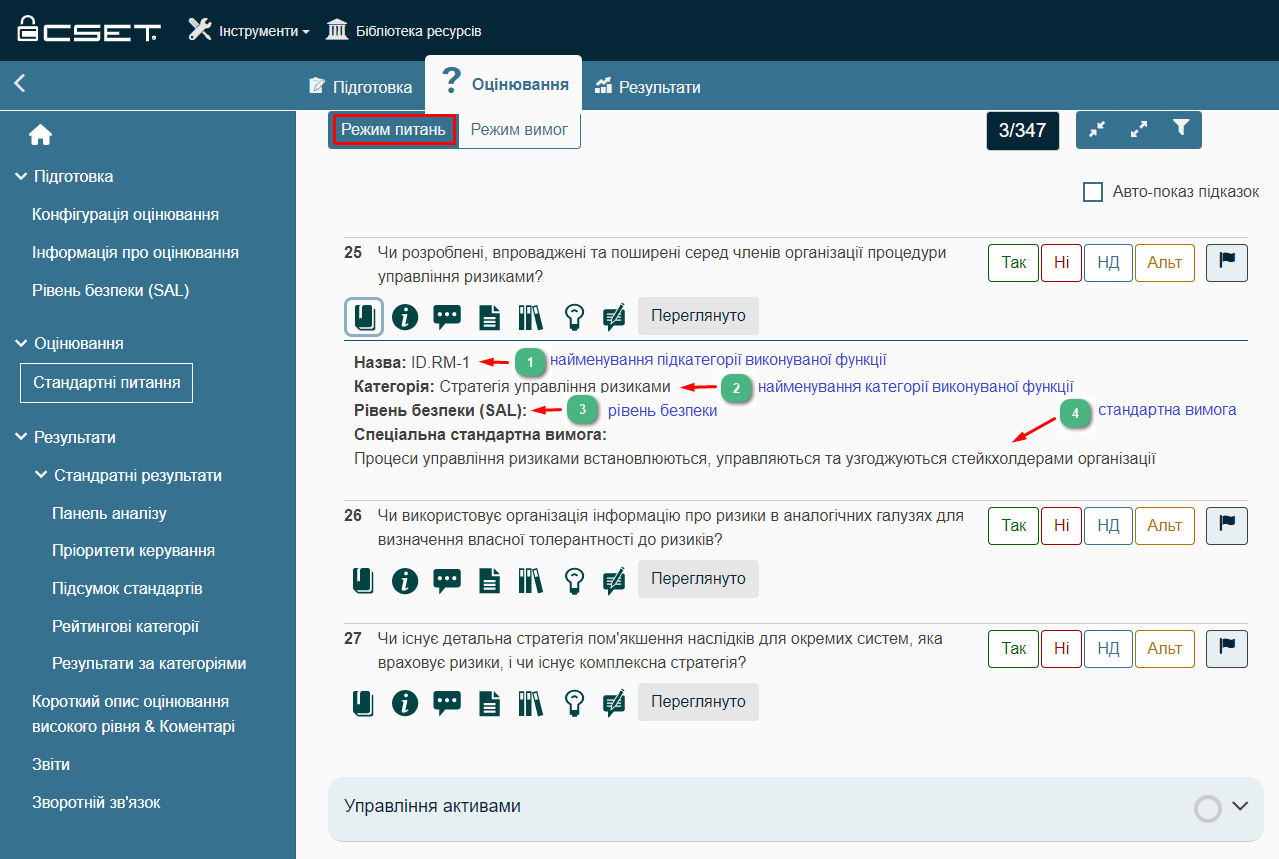 CSET Інструменти Бібліотека ресурсів
Підготовка ? Оцінювання Результати
Режим питань Режим вимог 3/347
Авто-показ підказок
Підготовка
Конфігурація оцінювання
Інформація про оцінювання
Рівень безпеки (SAL)
Оцінювання
Стандартні питання
Результати
Стандратні результати
Панель аналізу
Пріоритети керування
Підсумок стандартів
Рейтингові категорії
Результати за категоріями
Короткий опис оцінювання
високого рівня & Коментарі
Звіти
Зворотній зв'язок
25 Чи розроблені, впроваджені та поширені серед членів організації процедури
управління ризиками?
Так Ні НД Альт
Переглянуто
Назва: ID.RM-1 1 найменування підкатегорії виконуваної функції
Категорія: Стратегія управління ризиками 2 найменування категорії виконуваної функції
Рівень безпеки (SAL): 3 рівень безпеки 4 стандартна вимога
Спеціальна стандартна вимога:
Процеси управління ризиками встановлюються, управляються та узгоджуються стейкхолдерами організації
26 Чи використовує організація інформацію про ризики в аналогічних галузях для
визначення власної толерантності до ризиків?
Так Ні НД Альт
Переглянуто
27 Чи існує детальна стратегія пом'якшення наслідків для окремих систем, яка
враховує ризики, і чи існує комплексна стратегія?
Так Ні НД Альт
Переглянуто
Управління активами